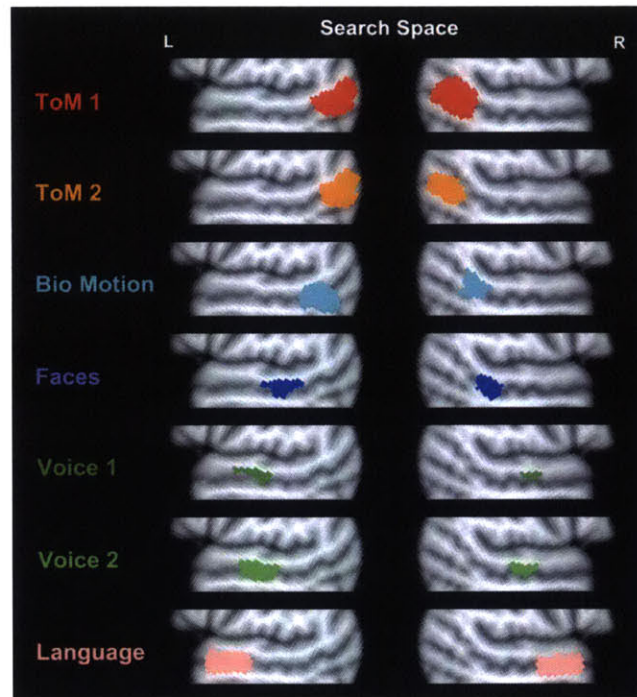 Search Space
L
R
ToM 1
ToM 2
Bio Motion
Faces
Voice 1
Voice 2
Language